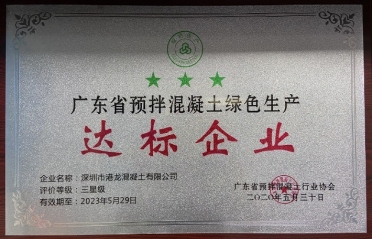 广东省预拌混凝土绿色生产
达标企业
企业名称：深圳市港龙混凝土有限公司
评价等级：三星级
有效期至：2023年5月29日
广东省预拌混凝土行业协会
二〇二〇年五月三十日